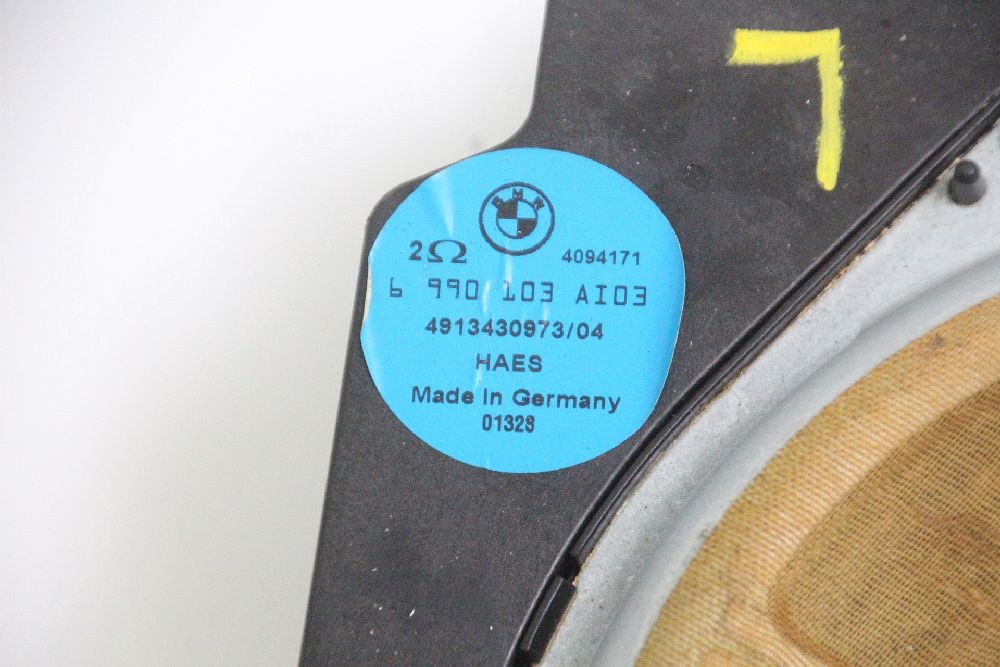 BMW
2Ω 4094171
6 990 103 AI03
4913430973/04
HAES
Made in Germany
01328
L